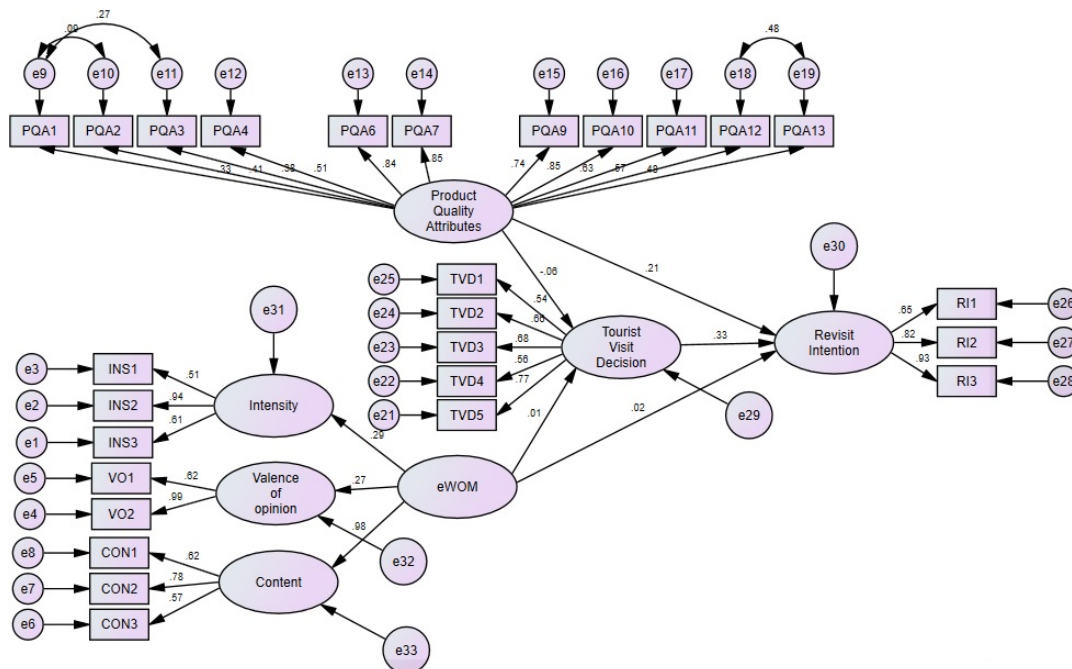 .27
.09
.48
e9
e10
e11
e12
e13
e14
e15
e16
e17
e18
e19
PQA1
PQA2
PQA3
PQA4
PQA6
PQA7
PQA9
PQA10
PQA11
PQA12
PQA13
.33
.41
.38
.51
.84
.85
.74
.85
.63
.57
.48
Product
Quality
Attributes
e30
-.06
.21
e25
TVD1
.54
e24
TVD2
.66
e23
TVD3
.68
e22
TVD4
.56
e21
TVD5
.77
Tourist
Visit
Decision
.33
Revisit
Intention
.65
RI1
e26
.82
RI2
e27
.93
RI3
e28
e31
e3
INS1
.51
e2
INS2
.94
e1
INS3
.61
Intensity
.29
.01
.02
e29
e5
VO1
.62
e4
VO2
.99
Valence
of
opinion
.27
eWOM
.98
e32
e8
CON1
.62
e7
CON2
.78
e6
CON3
.57
Content
e33